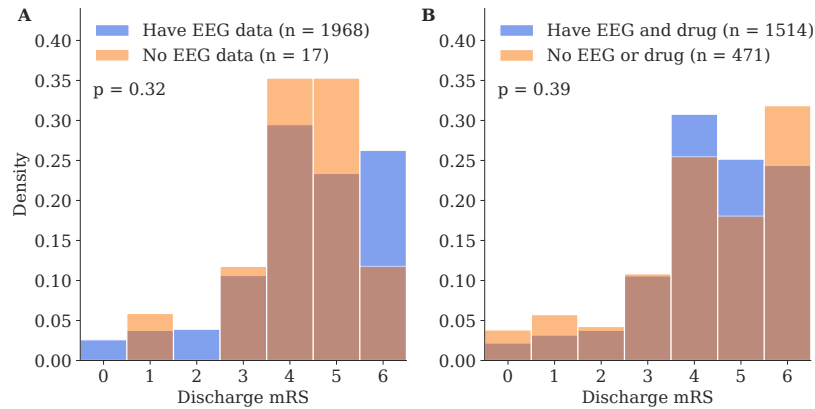 A
Have EEG data (n = 1968)
No EEG data (n = 17)
p = 0.32
0.40
0.35
0.30
0.25
0.20
0.15
0.10
0.05
0.00
Density
0 1 2 3 4 5 6
Discharge mRS
B
Have EEG and drug (n = 1514)
No EEG or drug (n = 471)
p = 0.39
0.40
0.35
0.30
0.25
0.20
0.15
0.10
0.05
0.00
0 1 2 3 4 5 6
Discharge mRS